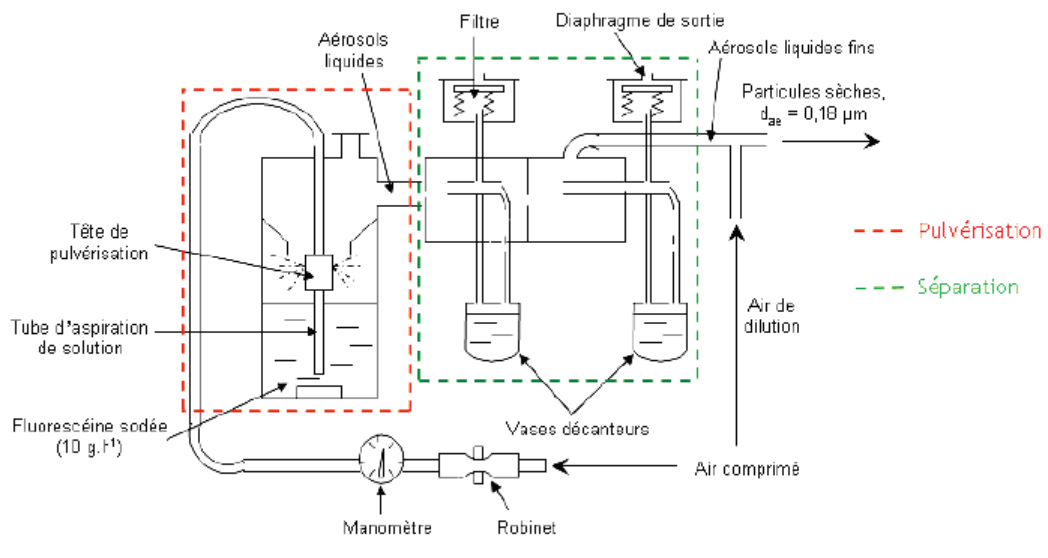 Filtre
Diaphragme de sortie
Aérosols
liquides
Aérosols liquides fins
Particules sèches,
dae = 0,18 µm
Tête de
pulvérisation
Pulvérisation
Séparation
Tube d'aspiration
de solution
Air de
dilution
Fluorescéine sodée
(10 g.l-1)
Vases décanteurs
Air comprimé
Manomètre
Robinet